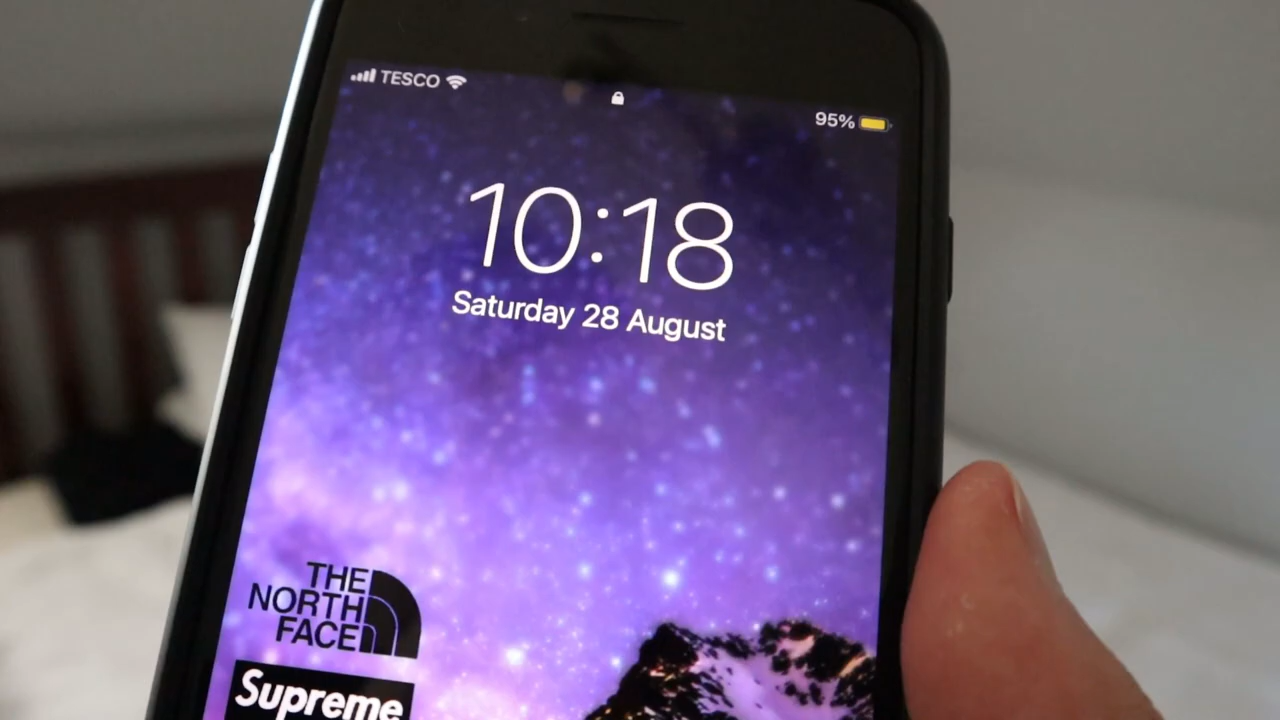 TESCO
95%
10:18
Saturday 28 August
THE
NORTH
FACE
Supreme